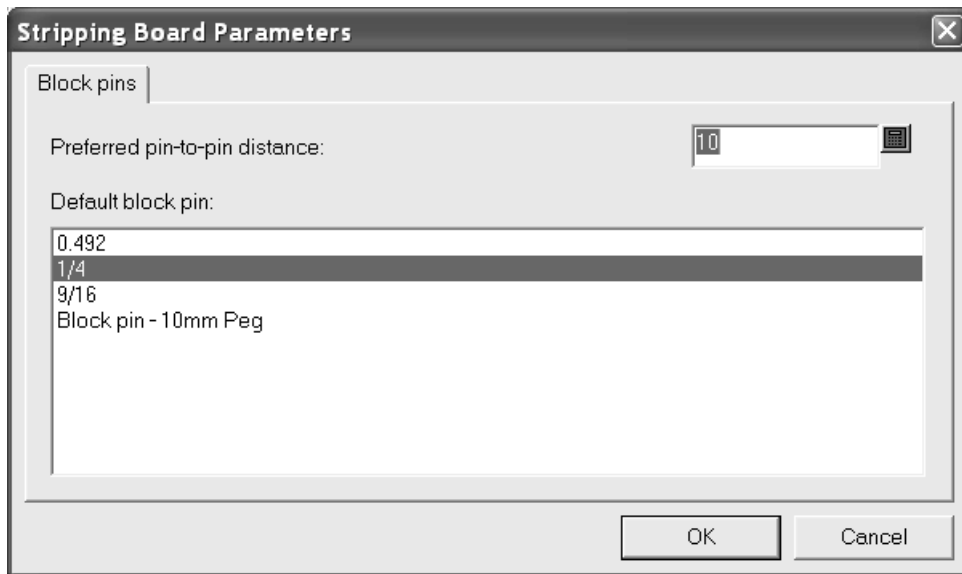 Stripping Board Parameters
Block pins
Preferred pin-to-pin distance:
10
Default block pin:
0.492
1/4
9/16
Block pin - 10mm Peg
OK
Cancel